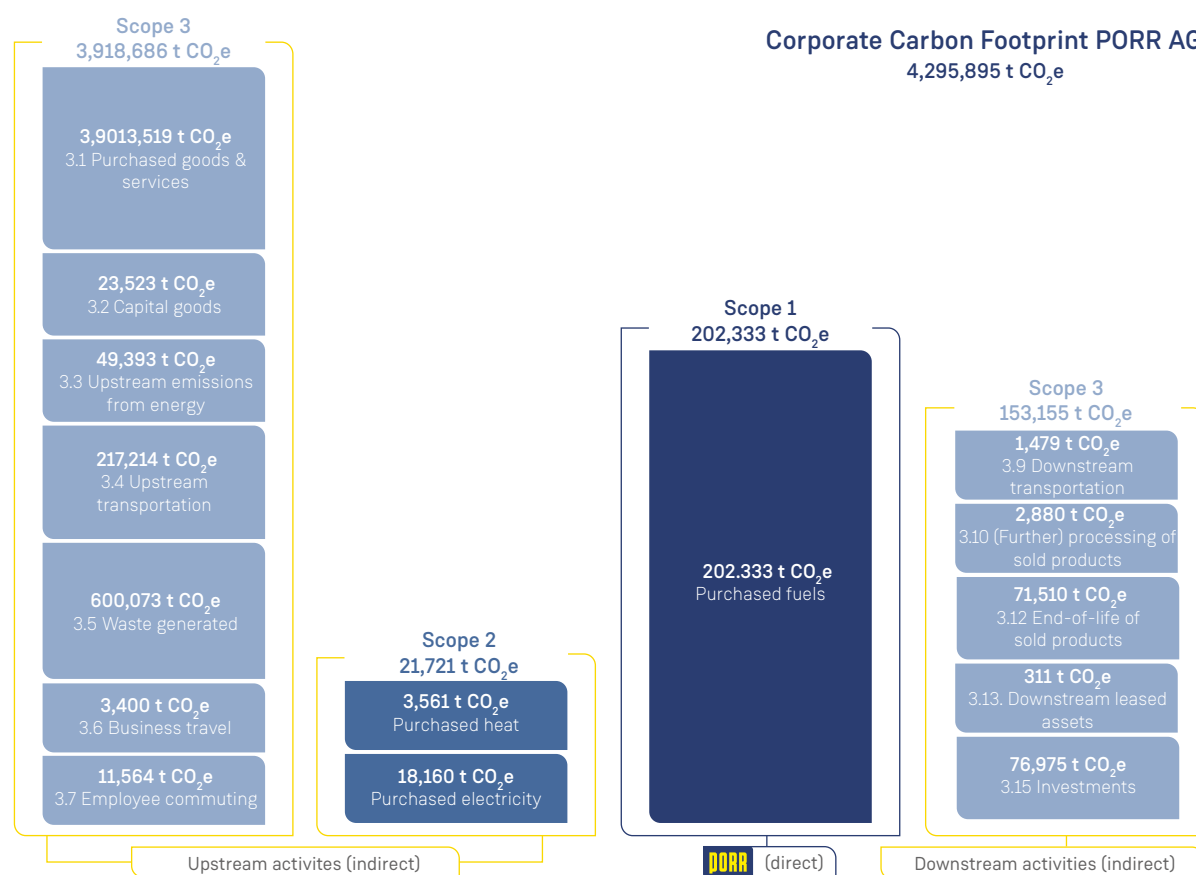 Corporate Carbon Footprint PORR AG
4,295,895 t CO₂e
Scope 3
3,918,686 t CO₂e
3,9013,519 t CO₂e
3.1 Purchased goods &
services
23,523 t CO₂e
3.2 Capital goods
49,393 t CO₂e
3.3 Upstream emissions
from energy
217,214 t CO₂e
3.4 Upstream
transportation
600,073 t CO₂e
3.5 Waste generated
3,400 t CO₂e
3.6 Business travel
11,564 t CO₂e
3.7 Employee commuting
Scope 2
21,721 t CO₂e
3,561 t CO₂e
Purchased heat
18,160 t CO₂e
Purchased electricity
Upstream activites (indirect)
Scope 1
202,333 t CO₂e
202.333 t CO₂e
Purchased fuels
PORR (direct)
Scope 3
153,155 t CO₂e
1,479 t CO₂e
3.9 Downstream
transportation
2,880 t CO₂e
3.10 (Further) processing of
sold products
71,510 t CO₂e
3.12 End-of-life of
sold products
311 t CO₂e
3.13. Downstream leased
assets
76,975 t CO₂e
3.15 Investments
Downstream activities (indirect)